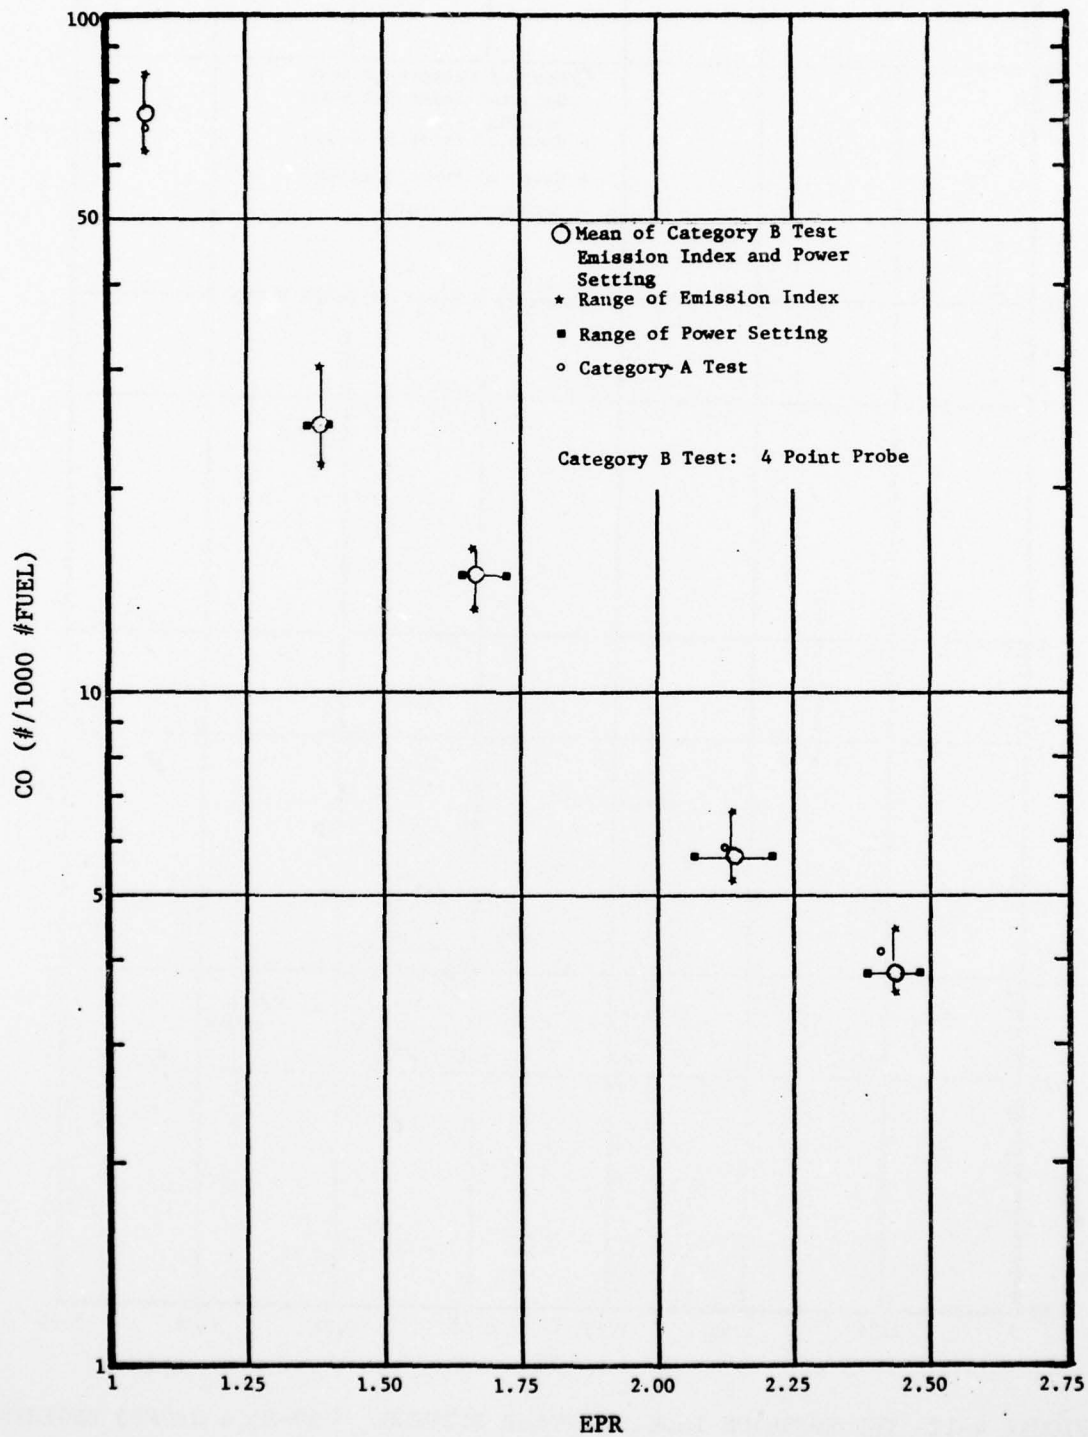 100
50
Mean of Category B Test
Emission Index and Power
Setting
Range of Emission Index
Range of Power Setting
Category A Test
Category B Test: 4 Point Probe
CO (#/1000 #FUEL)
10
5
1
1 1.25 1.50 1.75 2.00 2.25 2.50 2.75
EPR